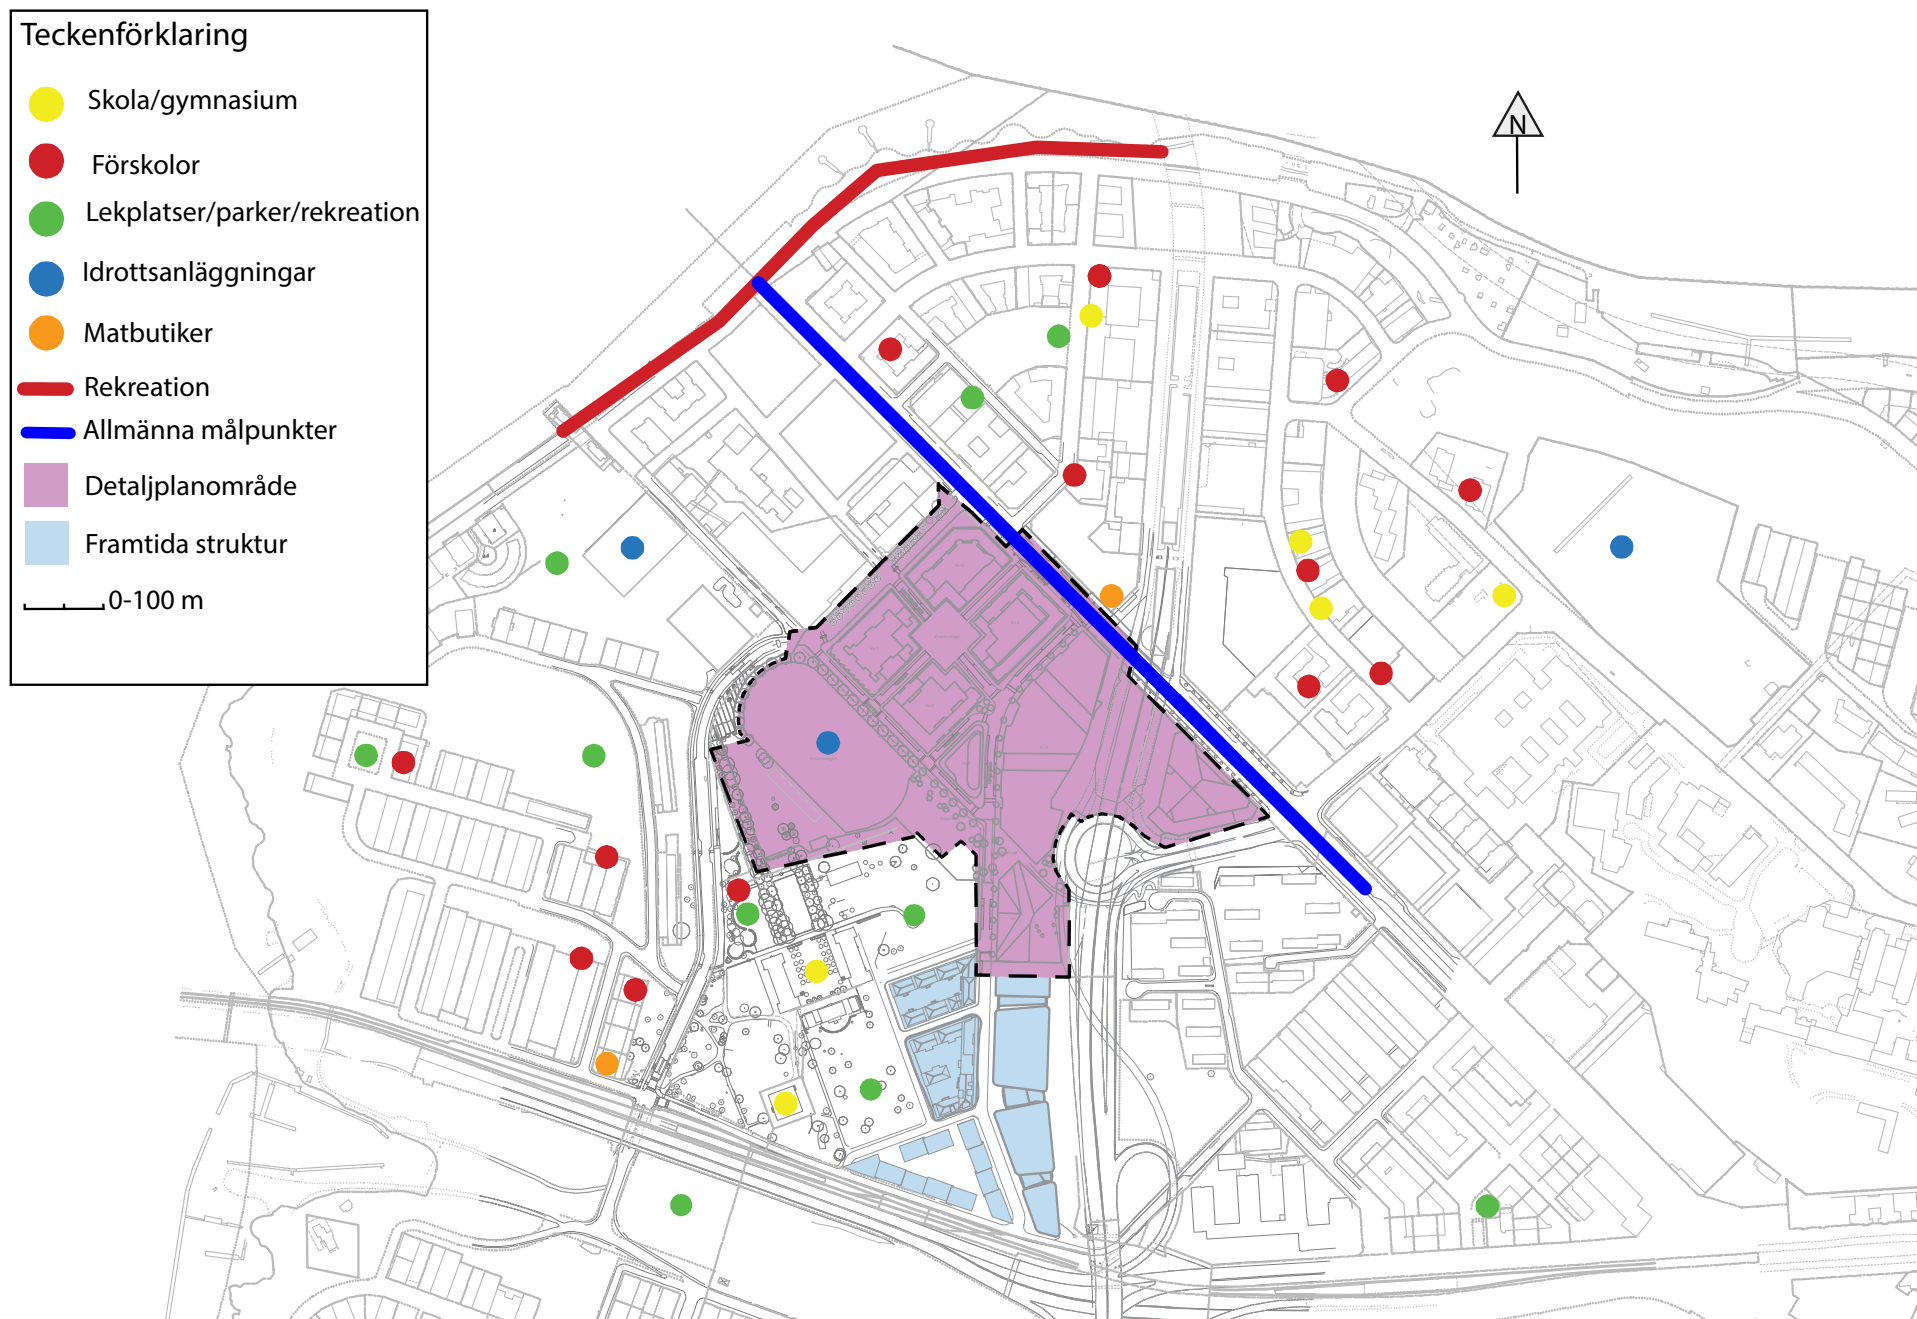 Teckenförklaring
Skola/gymnasium
Förskolor
Lekplatser/parker/rekreation
Idrottsanläggningar
Matbutiker
Rekreation
Allmänna målpunkter
Detaljplanområde
Framtida struktur
0-100 m
N